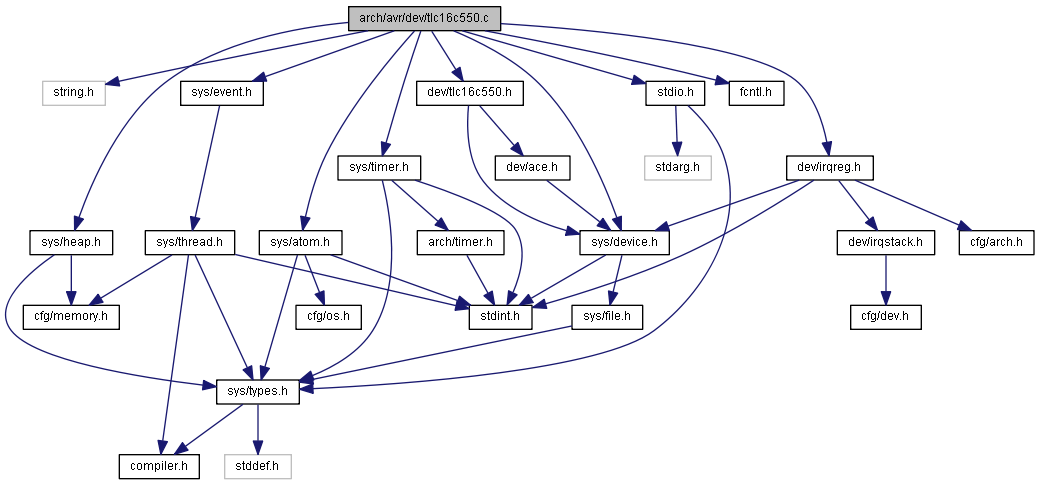 arch/avr/dev/tlc16c550.c
string.h
sys/event.h
dev/tlc16c550.h
stdio.h
fcntl.h
sys/timer.h
dev/ace.h
stdarg.h
dev/irqreg.h
sys/heap.h
sys/thread.h
sys/atom.h
arch/timer.h
sys/device.h
dev/irqstack.h
cfg/arch.h
cfg/memory.h
cfg/os.h
stdint.h
sys/file.h
cfg/dev.h
sys/types.h
compiler.h
stddef.h